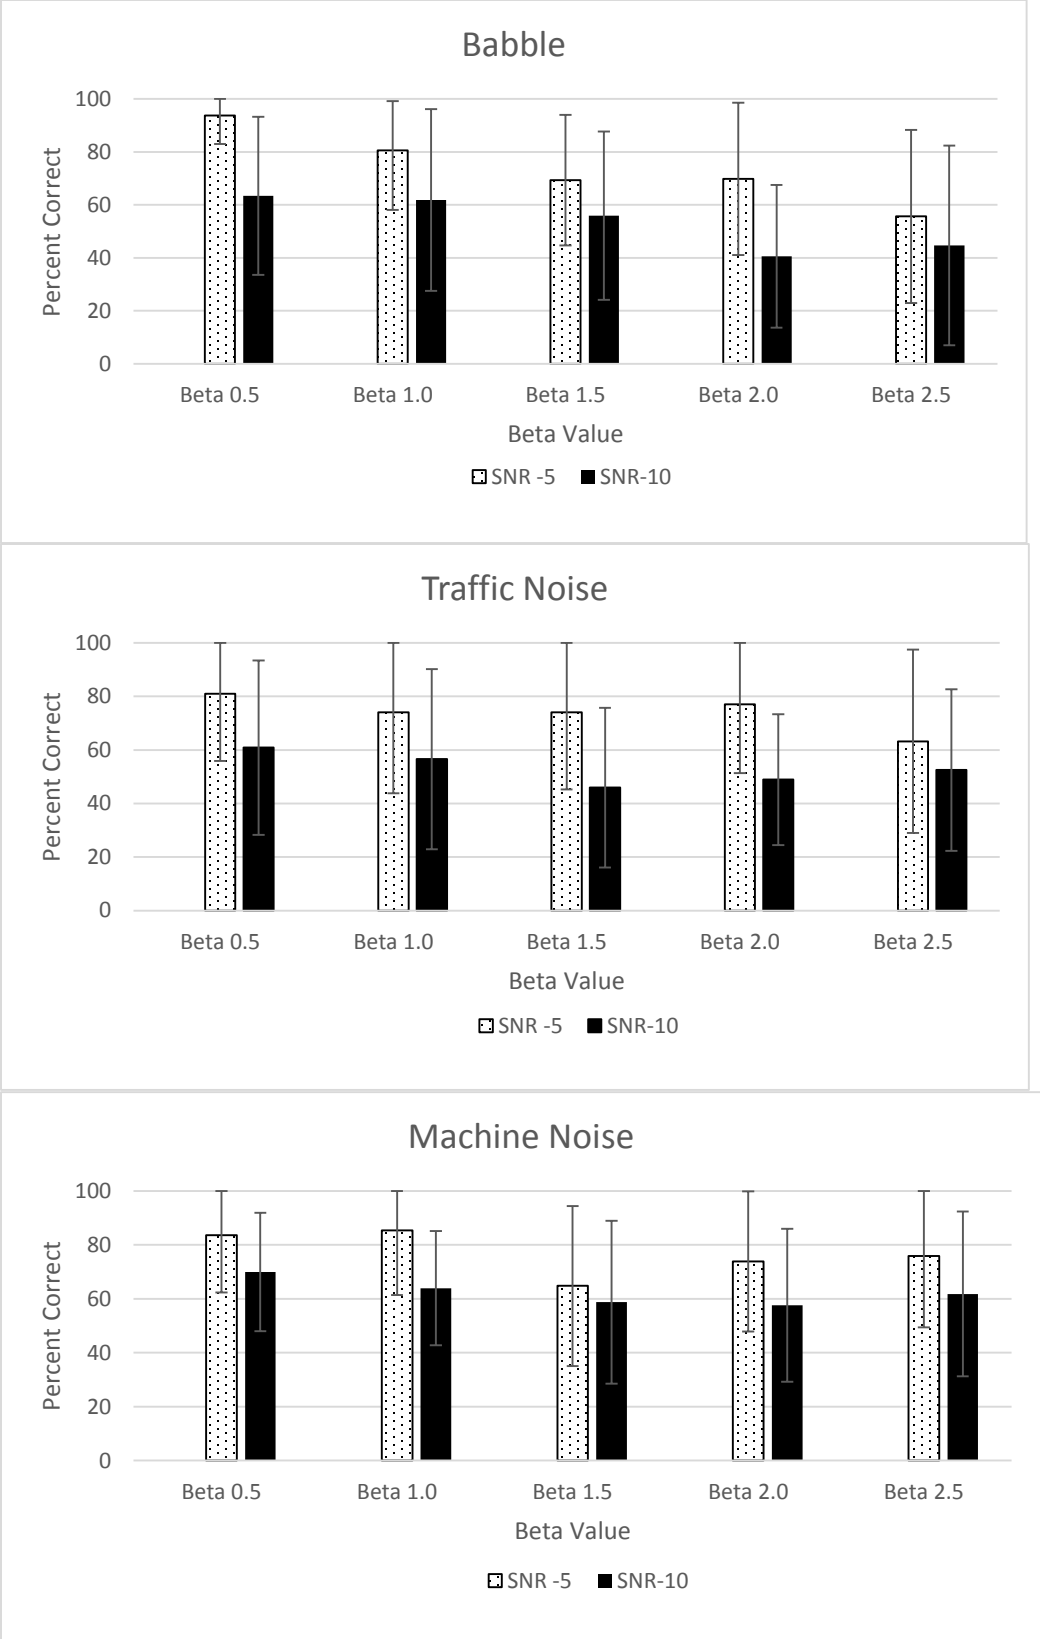 Babble
100
80
60
40
20
0
Percent Correct
Beta 0.5 Beta 1.0 Beta 1.5 Beta 2.0 Beta 2.5
Beta Value
SNR -5 SNR-10
Traffic Noise
100
80
60
40
20
0
Percent Correct
Beta 0.5 Beta 1.0 Beta 1.5 Beta 2.0 Beta 2.5
Beta Value
SNR -5 SNR-10
Machine Noise
100
80
60
40
20
0
Percent Correct
Beta 0.5 Beta 1.0 Beta 1.5 Beta 2.0 Beta 2.5
Beta Value
SNR -5 SNR-10